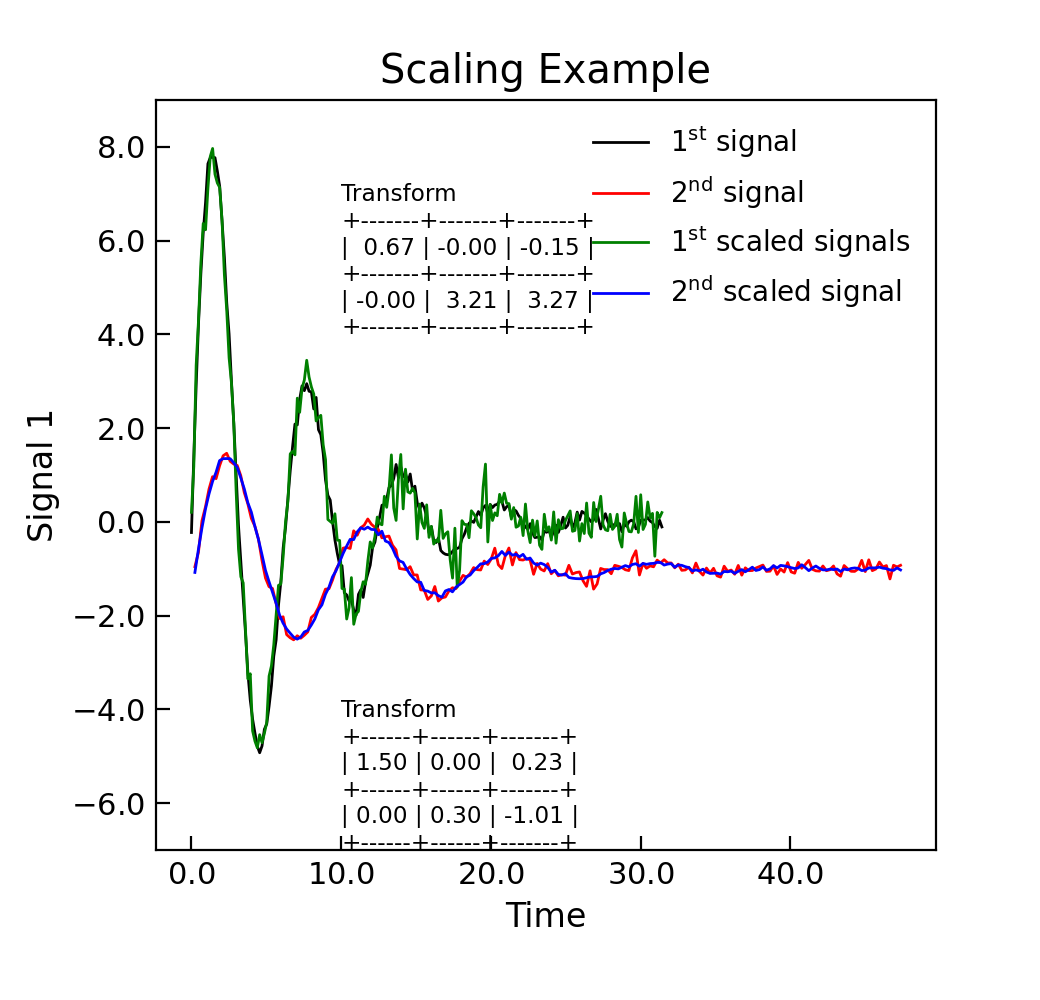 Scaling Example
8.0
6.0
4.0
2.0
0.0
−2.0
−4.0
−6.0
Signal 1
Transform
+-------+-------+-------+
|  0.67 | -0.00 | -0.15 |
+-------+-------+-------+
| -0.00 |  3.21 |  3.27 |
+-------+-------+-------+
1st signal
2nd signal
1st scaled signals
2nd scaled signal
Transform
+------+------+-------+
| 1.50 | 0.00 |  0.23 |
+------+------+-------+
| 0.00 | 0.30 | -1.01 |
+------+------+-------+
0.0 10.0 20.0 30.0 40.0
Time